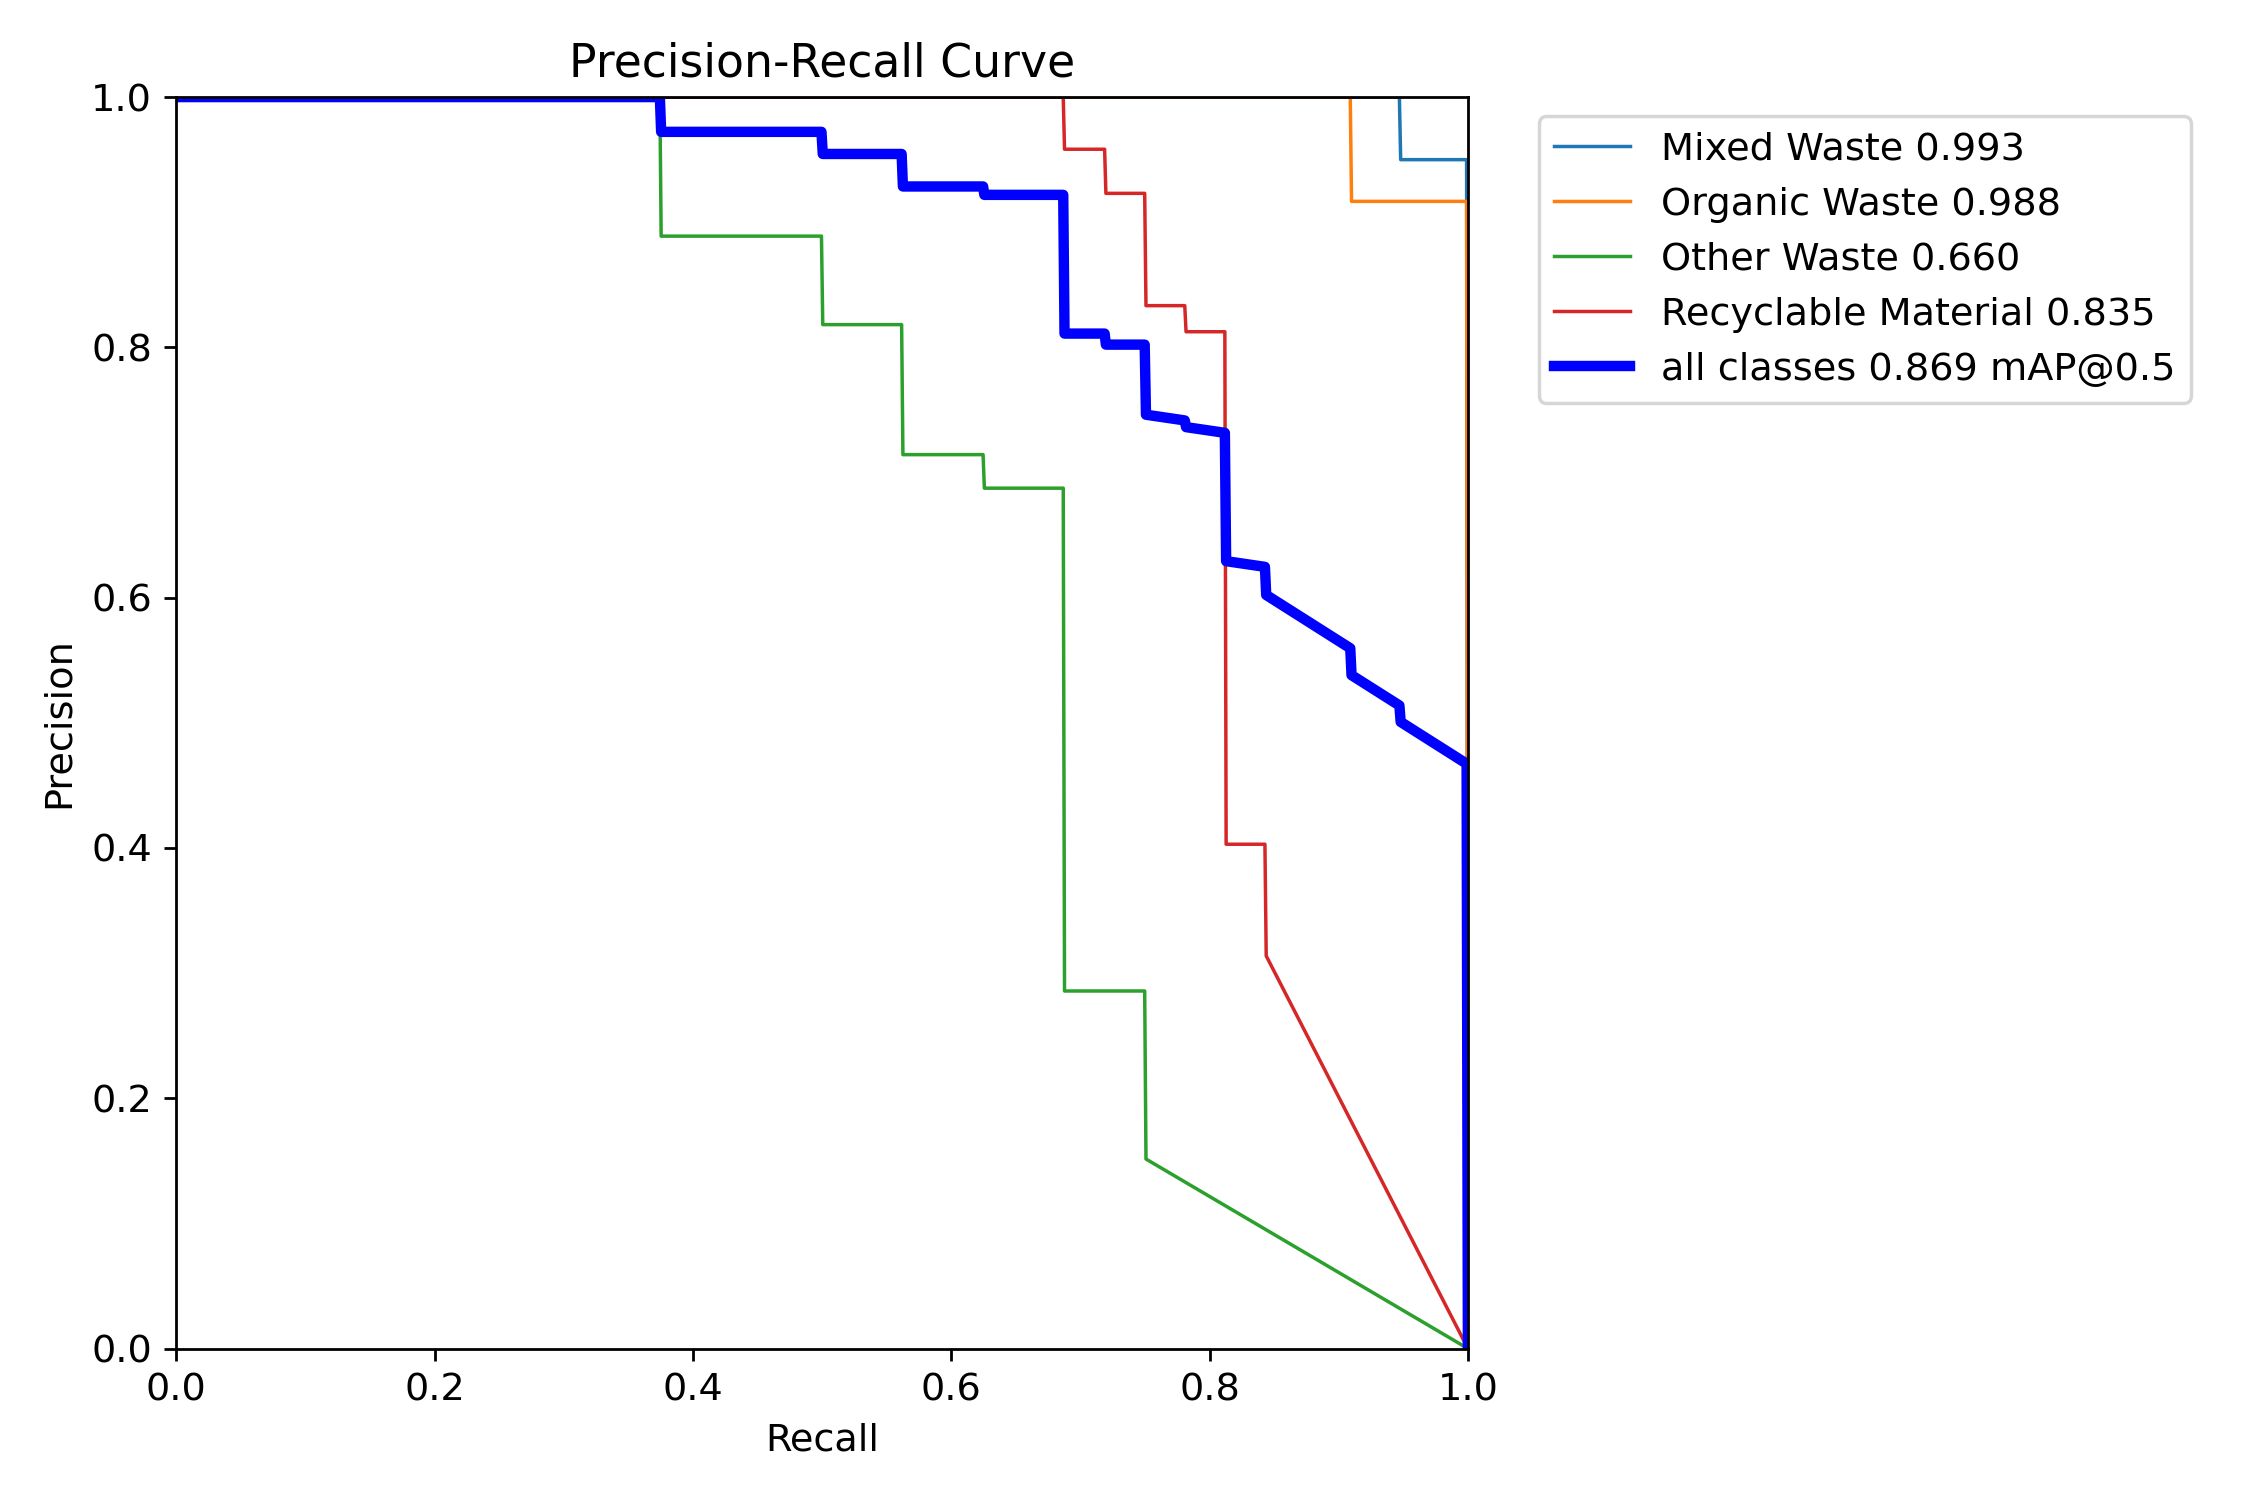 Precision-Recall Curve
1.0
0.8
0.6
0.4
0.2
0.0
Precision
0.0 0.2 0.4 0.6 0.8 1.0
Recall
Mixed Waste 0.993
Organic Waste 0.988
Other Waste 0.660
Recyclable Material 0.835
all classes 0.869 mAP@0.5